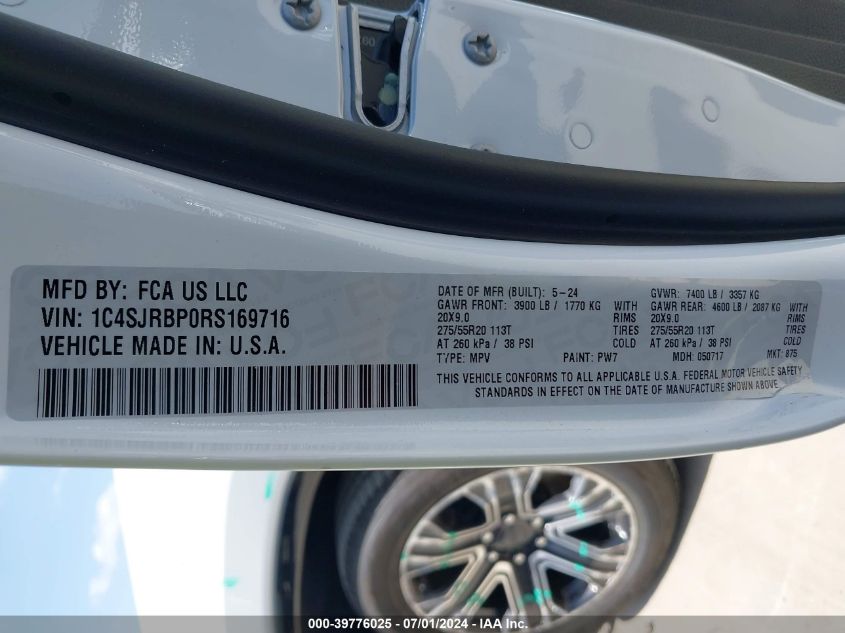 MFD BY: FCA US LLC
VIN: 1C4SJRBP0RS169716
VEHICLE MADE IN: U.S.A.
DATE OF MFR (BUILT): 5-24
GAWR FRONT: 3900 LB / 1770 KG WITH
20X9.0 RIMS
275/55R20 113T TIRES
AT 260 kPa / 38 PSI COLD
TYPE: MPV PAINT: PW7
GVWR: 7400 LB / 3357 KG
GAWR REAR: 4600 LB / 2087 KG WITH
20X9.0 RIMS
275/55R20 113T TIRES
AT 260 kPa / 38 PSI COLD
MDH: 050717 MKT: 875
THIS VEHICLE CONFORMS TO ALL APPLICABLE U.S.A. FEDERAL MOTOR VEHICLE SAFETY
STANDARDS IN EFFECT ON THE DATE OF MANUFACTURE SHOWN ABOVE.
000-39776025 - 07/01/2024 - IAA Inc.